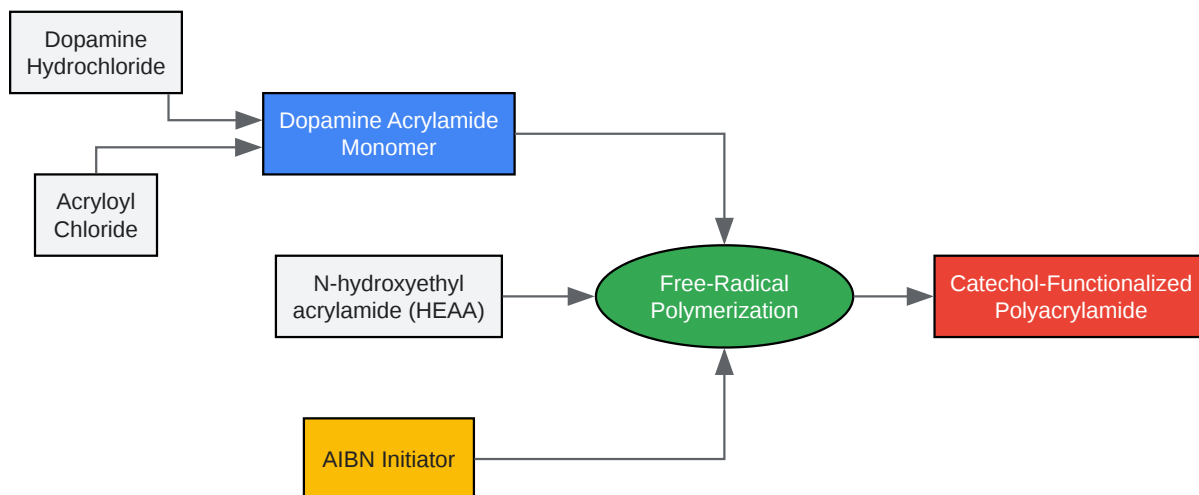 Dopamine
Hydrochloride
Dopamine Acrylamide
Monomer
Acryloyl
Chloride
N-hydroxyethyl
acrylamide (HEAA)
Free-Radical
Polymerization
Catechol-Functionalized
Polyacrylamide
AIBN Initiator